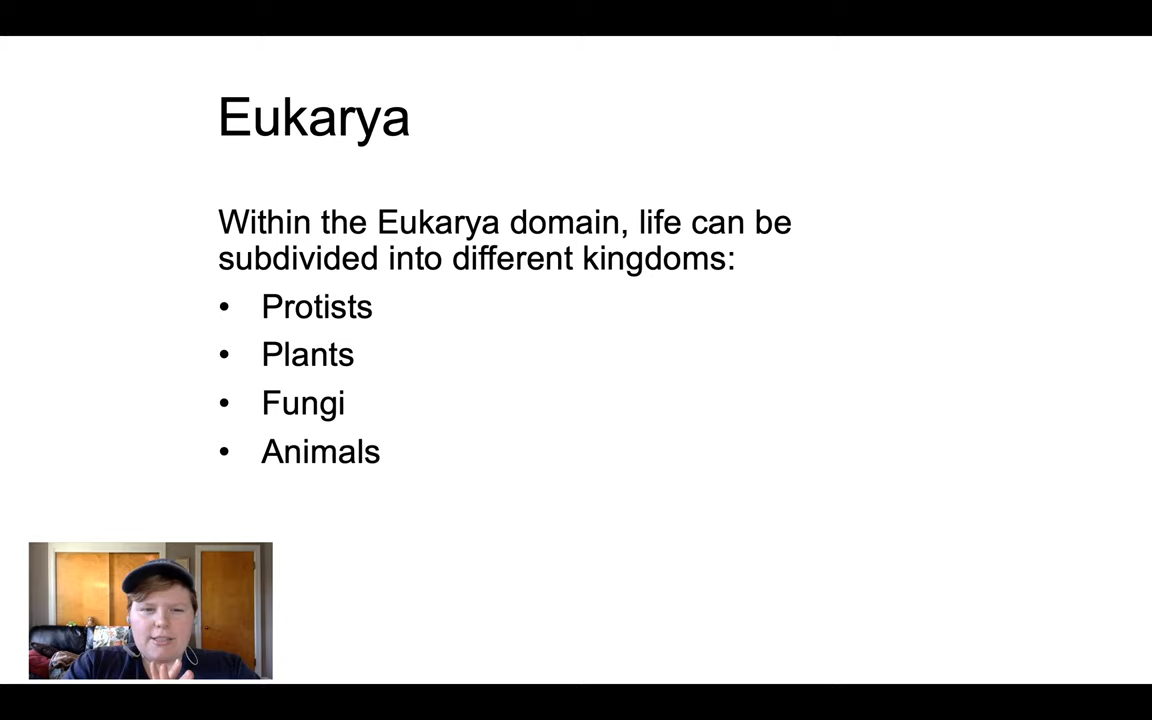 Eukarya
Within the Eukarya domain, life can be
subdivided into different kingdoms:
• Protists
• Plants
• Fungi
• Animals